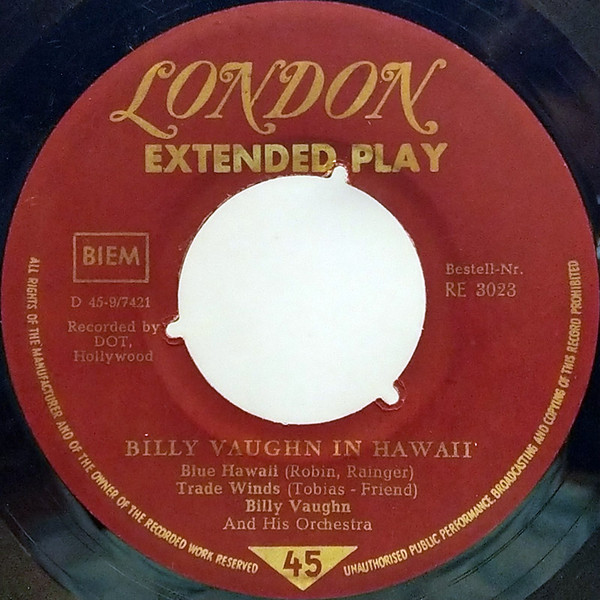 LONDON
EXTENDED PLAY
BIEM
D 45-9/7421
Recorded by
DOT,
Hollywood
Bestell-Nr.
RE 3023
BILLY VAUGHN IN HAWAII
Blue Hawaii (Robin, Rainger)
Trade Winds (Tobias - Friend)
Billy Vaughn
And His Orchestra
45
ALL RIGHTS OF THE MANUFACTURER AND OF THE OWNER OF THE RECORDED WORK RESERVED
UNAUTHORISED PUBLIC PERFORMANCE, BROADCASTING AND COPYING OF THIS RECORD PROHIBITED